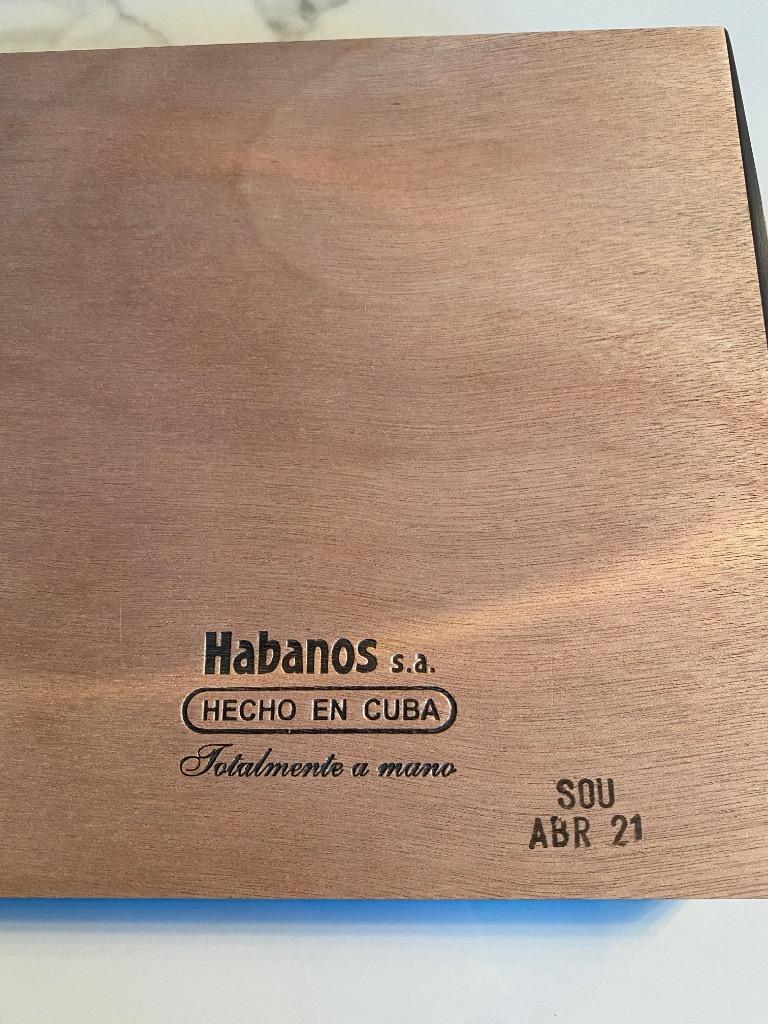 Habanos s.a.
HECHO EN CUBA
Totalmente a mano
SOU
ABR 21